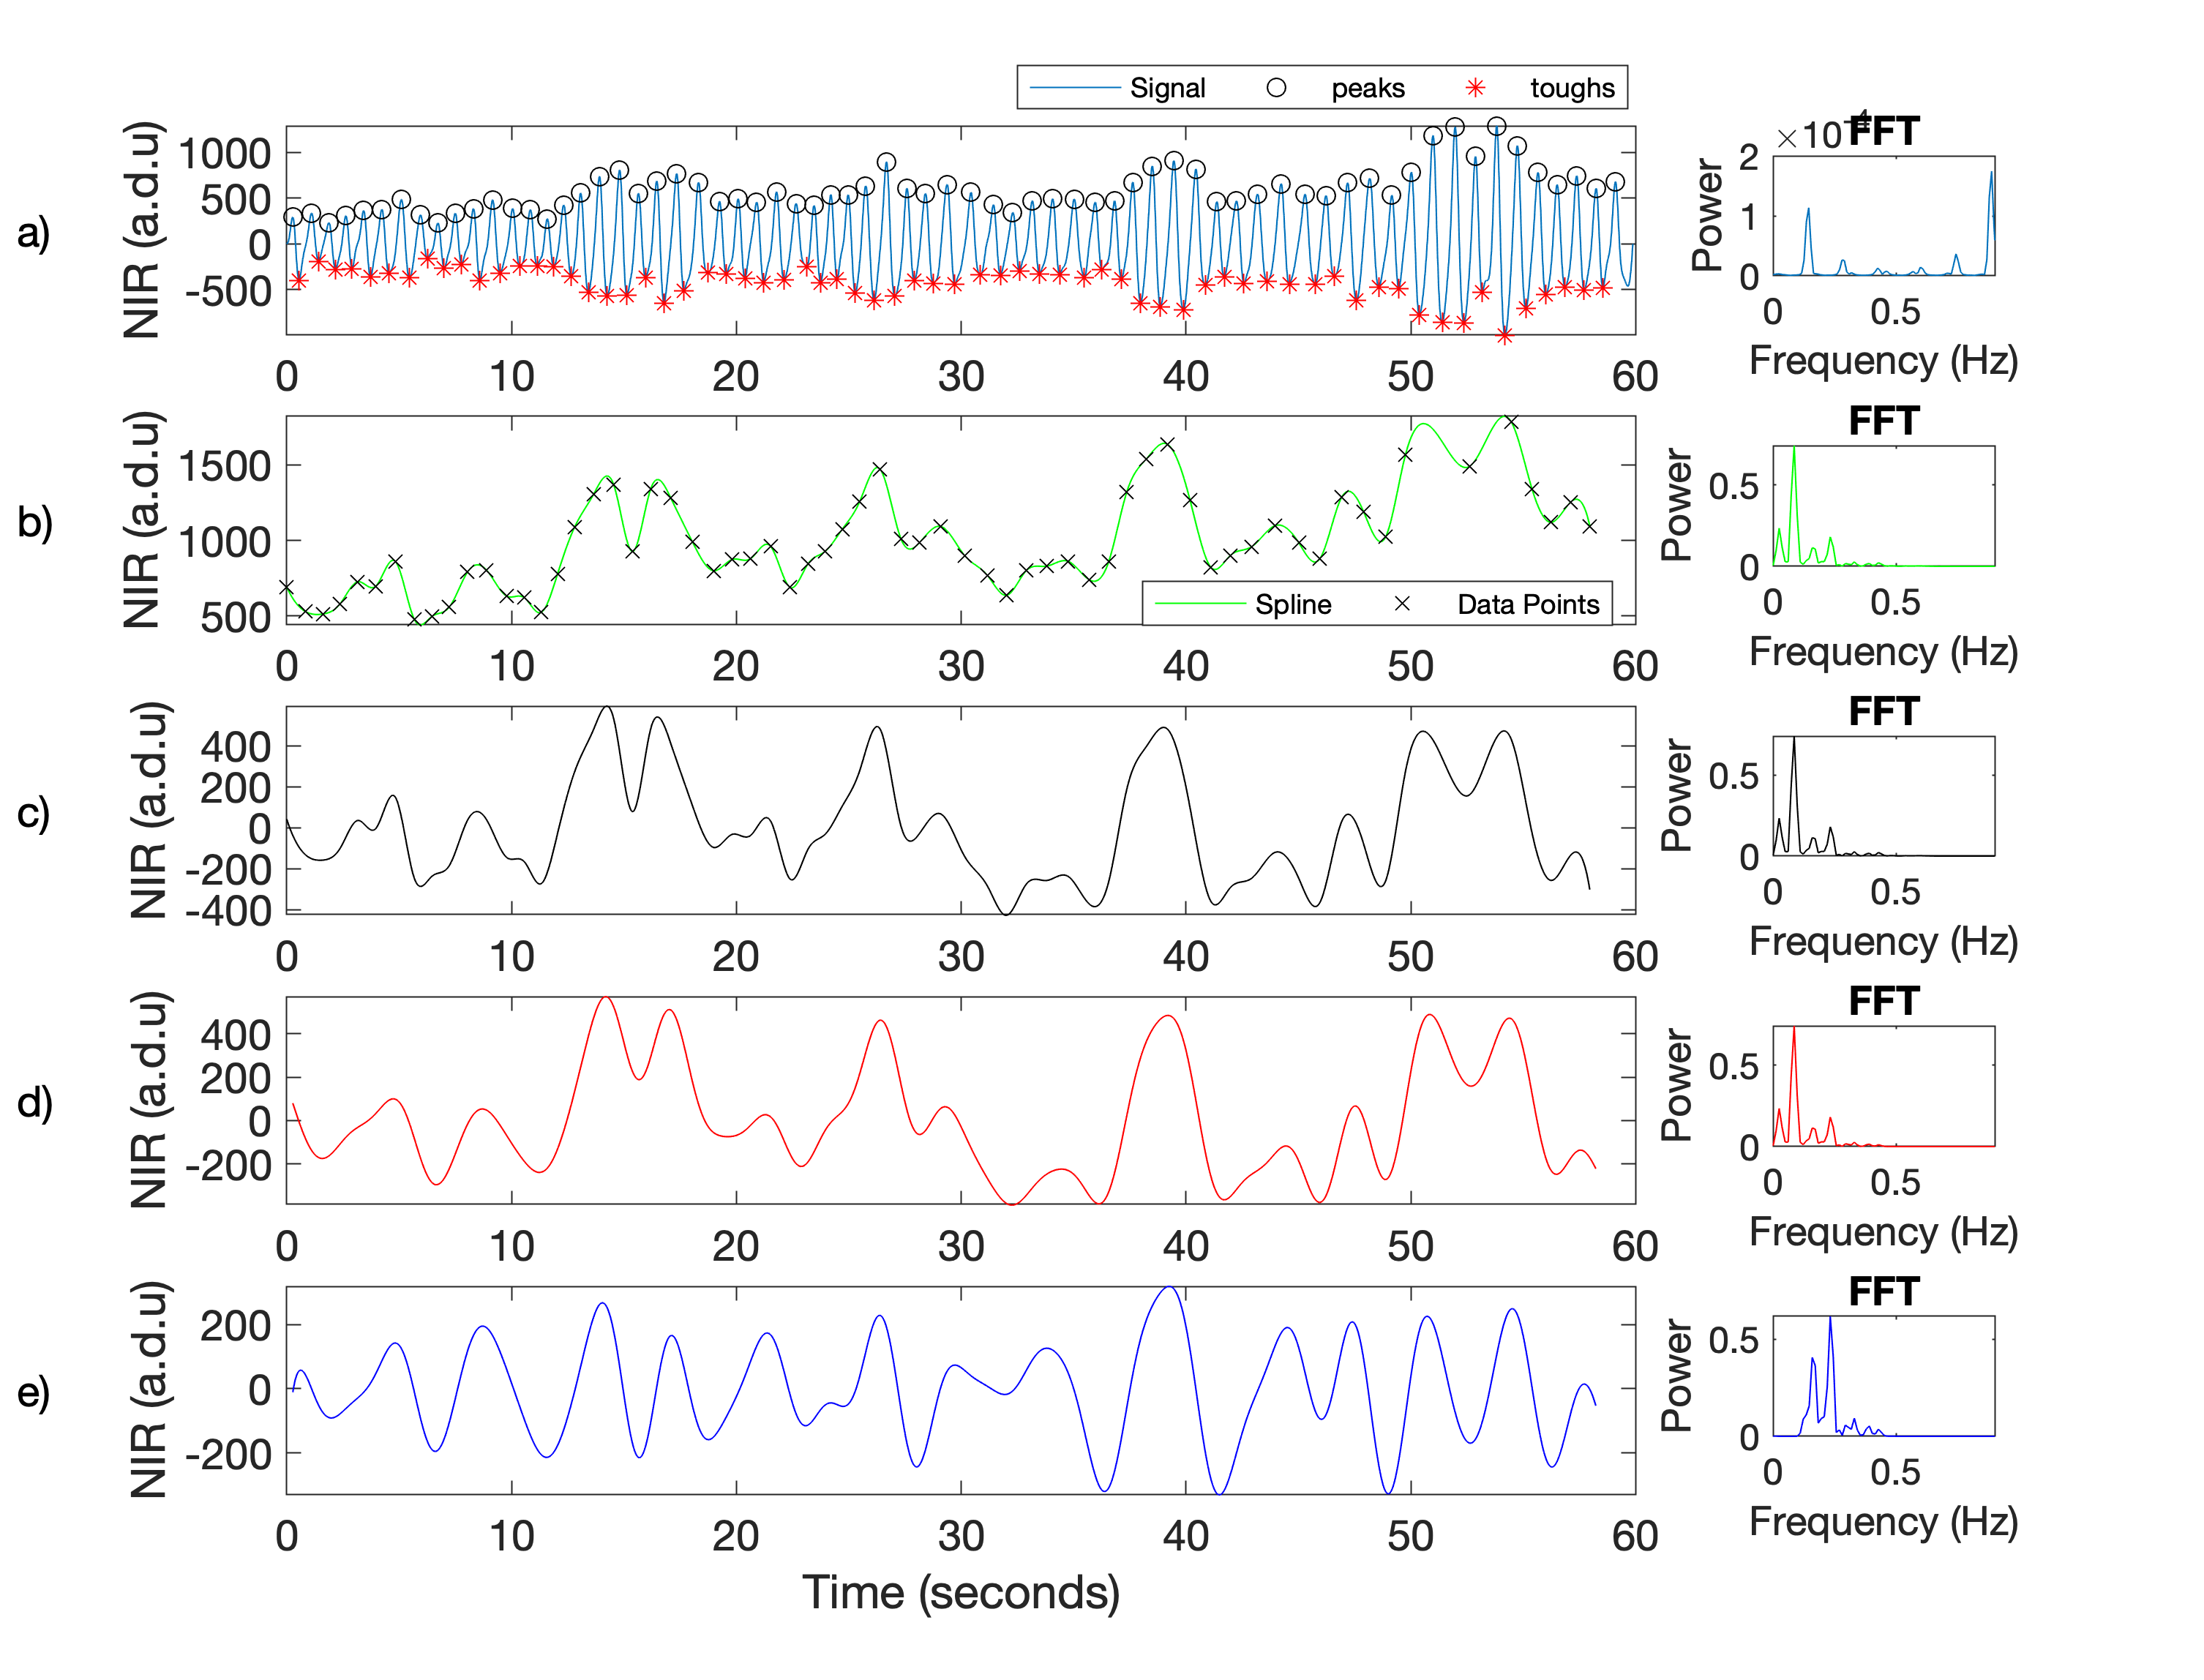 Signal peaks toughs
a)
NIR (a.d.u)
1000
500
0
-500
0 10 20 30 40 50 60
FFT
×10⁻⁴
Power
2
1
0
0 0.5
Frequency (Hz)
b)
NIR (a.d.u)
1500
1000
500
Spline Data Points
0 10 20 30 40 50 60
FFT
Power
0.5
0
0 0.5
Frequency (Hz)
c)
NIR (a.d.u)
400
200
0
-200
-400
0 10 20 30 40 50 60
FFT
Power
0.5
0
0 0.5
Frequency (Hz)
d)
NIR (a.d.u)
400
200
0
-200
0 10 20 30 40 50 60
FFT
Power
0.5
0
0 0.5
Frequency (Hz)
e)
NIR (a.d.u)
200
0
-200
0 10 20 30 40 50 60
Time (seconds)
FFT
Power
0.5
0
0 0.5
Frequency (Hz)